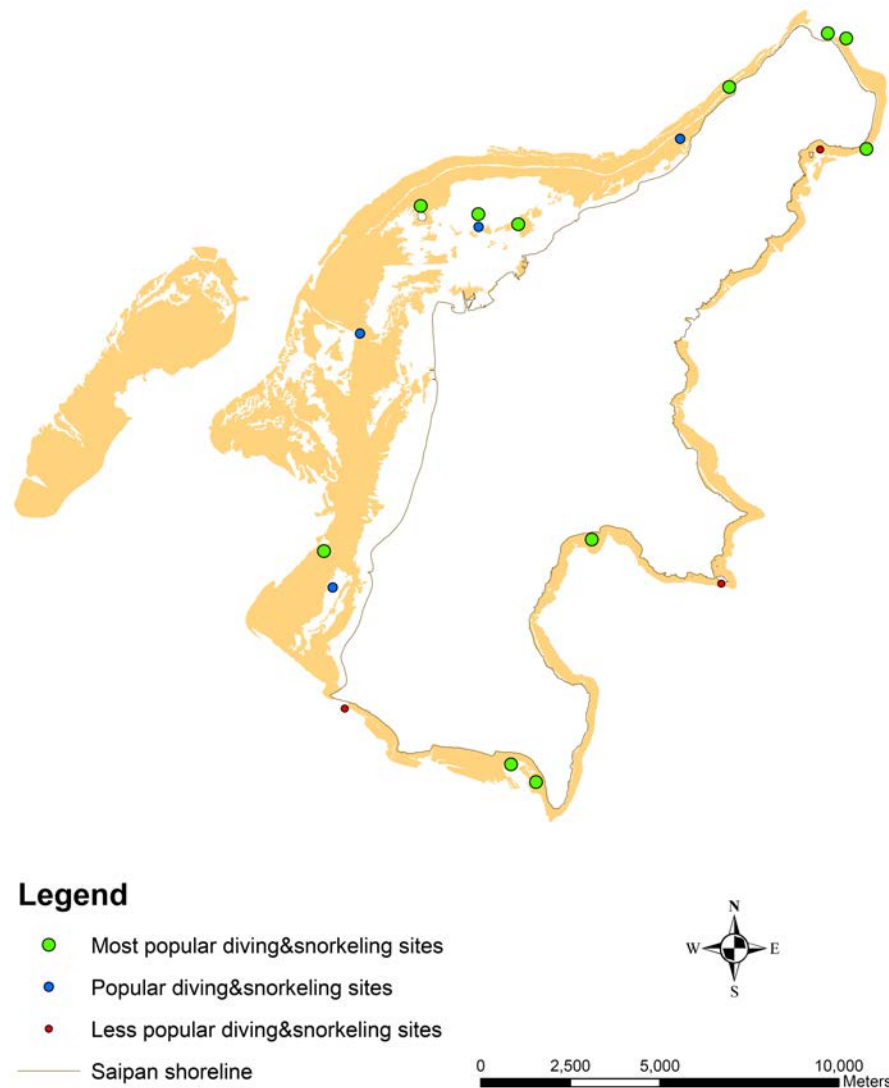 Legend
Most popular diving&snorkeling sites
Popular diving&snorkeling sites
Less popular diving&snorkeling sites
Saipan shoreline
N
W E
S
0 2,500 5,000 10,000
Meters